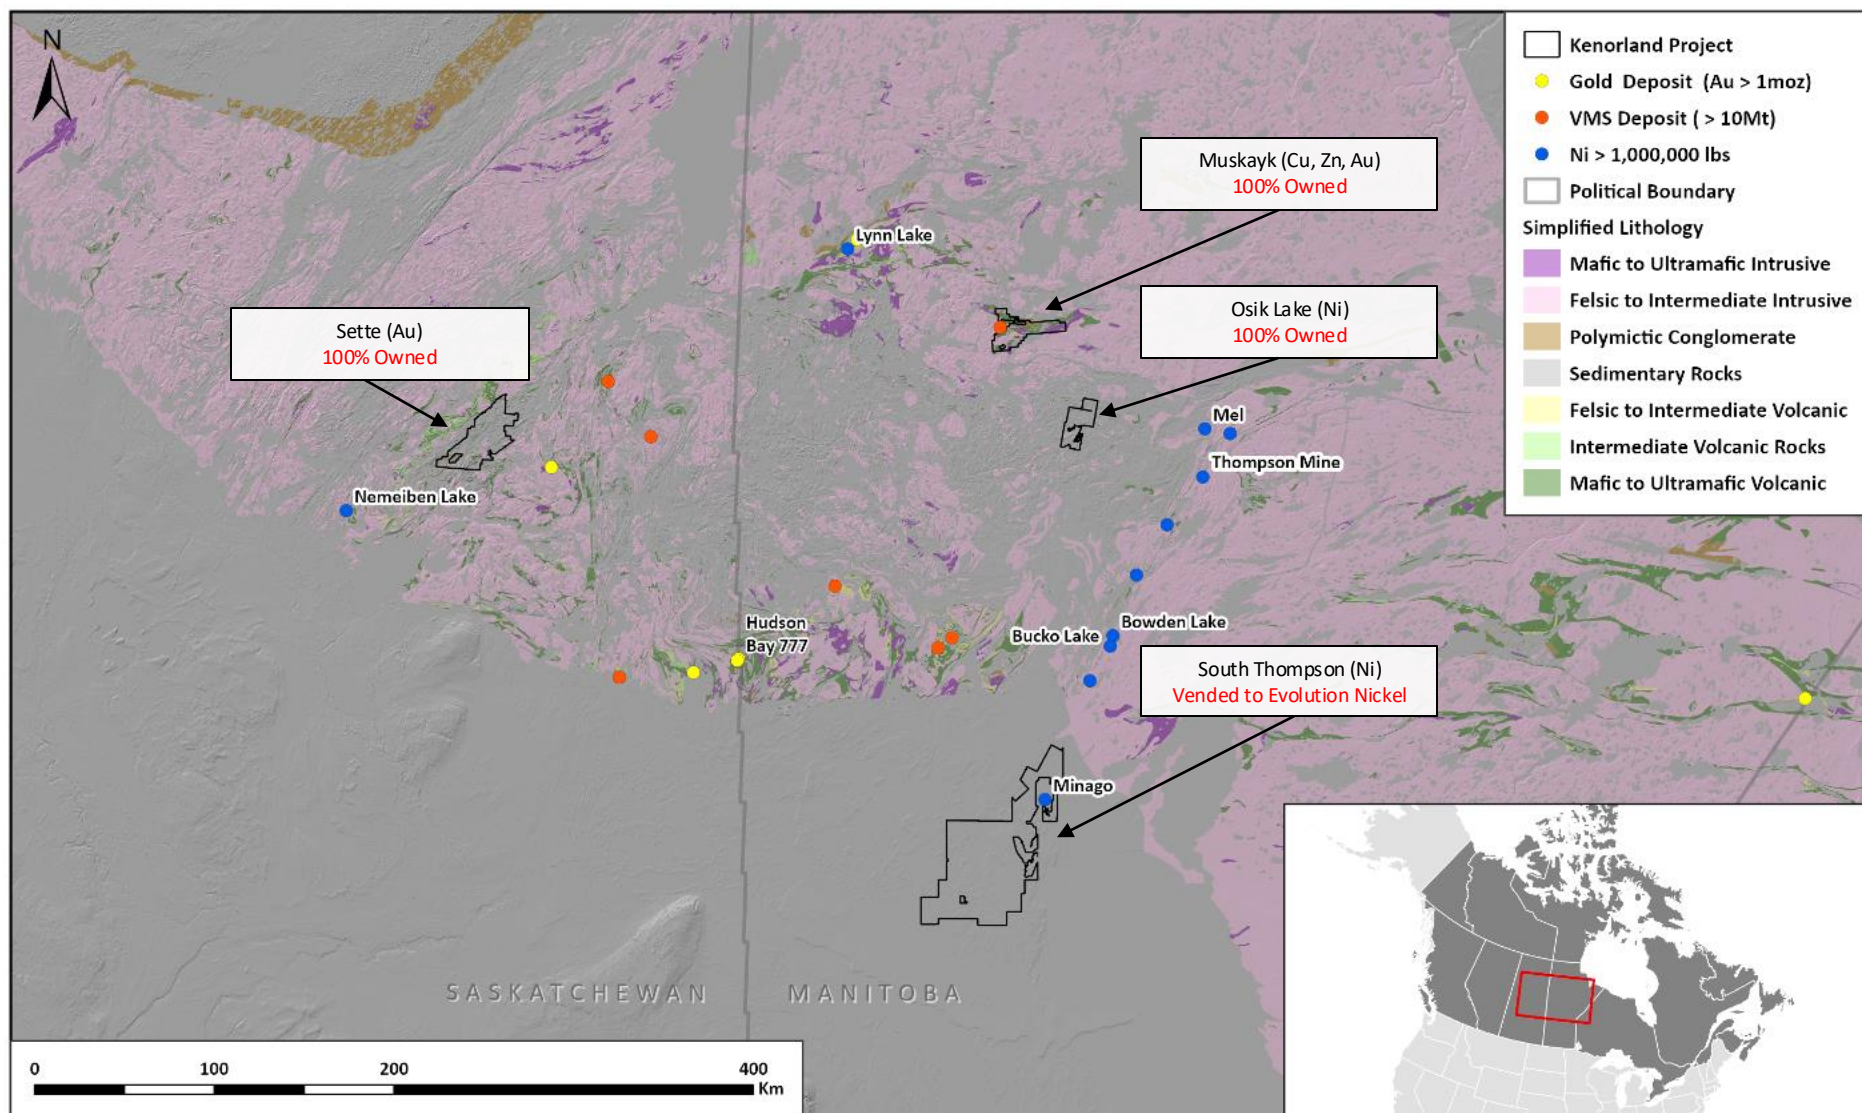 N
Kenorland Project
Gold Deposit (Au > 1moz)
VMS Deposit ( > 10Mt)
Ni > 1,000,000 lbs
Political Boundary
Simplified Lithology
Mafic to Ultramafic Intrusive
Felsic to Intermediate Intrusive
Polymictic Conglomerate
Sedimentary Rocks
Felsic to Intermediate Volcanic
Intermediate Volcanic Rocks
Mafic to Ultramafic Volcanic
Muskayk (Cu, Zn, Au)
100% Owned
Lynn Lake
Osik Lake (Ni)
100% Owned
Sette (Au)
100% Owned
Mel
Thompson Mine
Nemeiben Lake
Hudson
Bay 777
Bowden Lake
Bucko Lake
South Thompson (Ni)
Vended to Evolution Nickel
Minago
SASKATCHEWAN
MANITOBA
0 100 200 400
Km